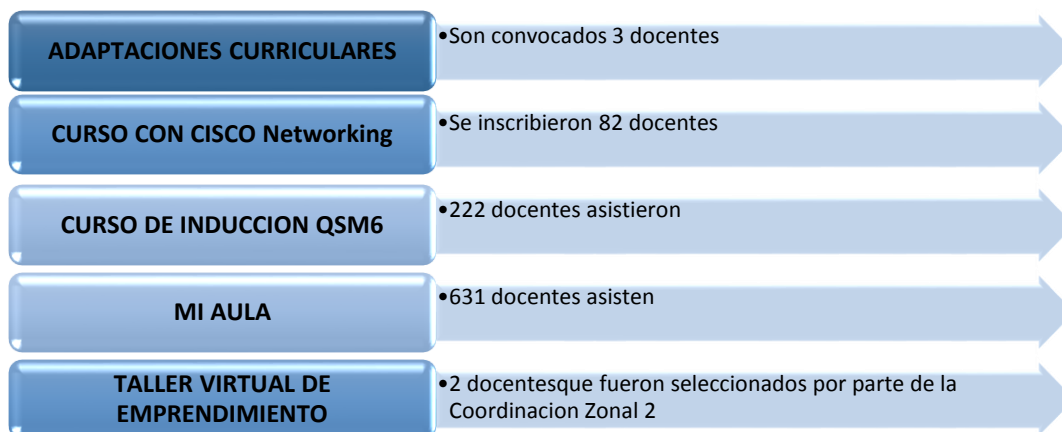 ADAPTACIONES CURRICULARES
•Son convocados 3 docentes
CURSO CON CISCO Networking
•Se inscribieron 82 docentes
CURSO DE INDUCCION QSM6
•222 docentes asistieron
MI AULA
•631 docentes asisten
TALLER VIRTUAL DE
EMPRENDIMIENTO
•2 docentesque fueron seleccionados por parte de la
Coordinacion Zonal 2